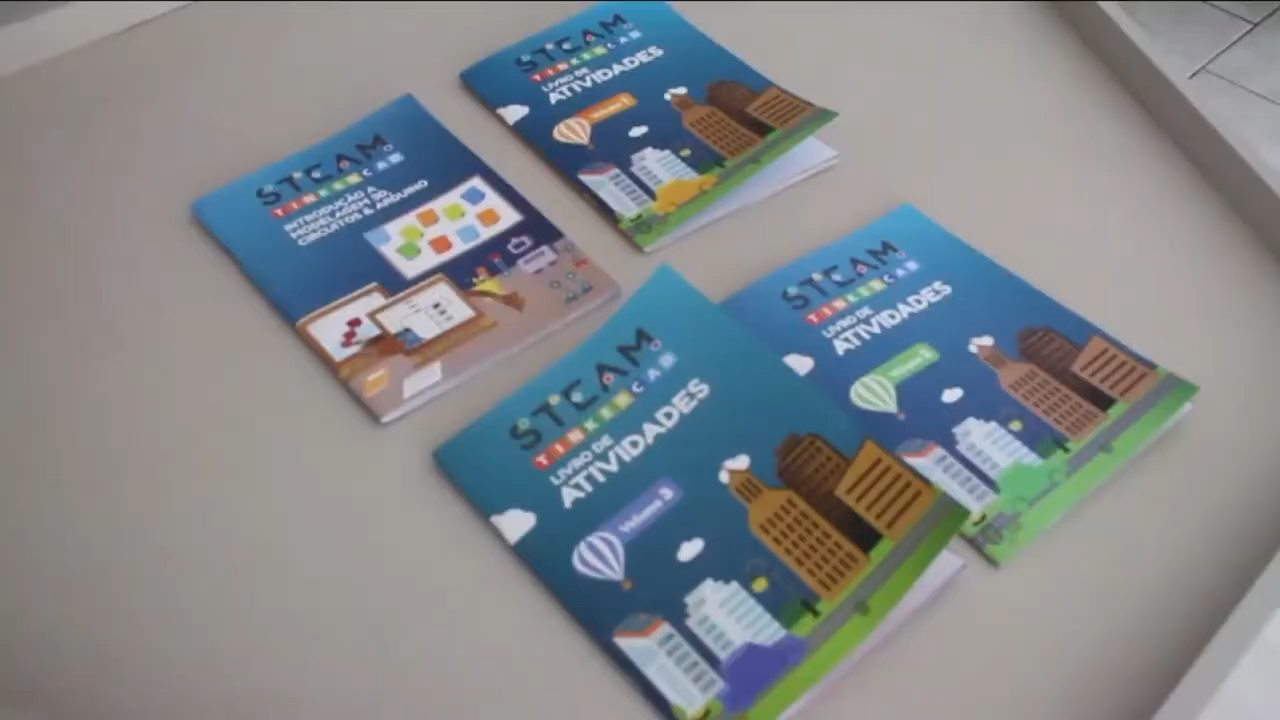 STEAM
TINKERCAD
LIVRO DE
ATIVIDADES
Volume 1
STEAM
TINKERCAD
INTRODUÇÃO A
MODELAGEM 3D,
CIRCUITOS & ARDUINO
STEAM
TINKERCAD
LIVRO DE
ATIVIDADES
Volume 2
STEAM
TINKERCAD
LIVRO DE
ATIVIDADES
Volume 3